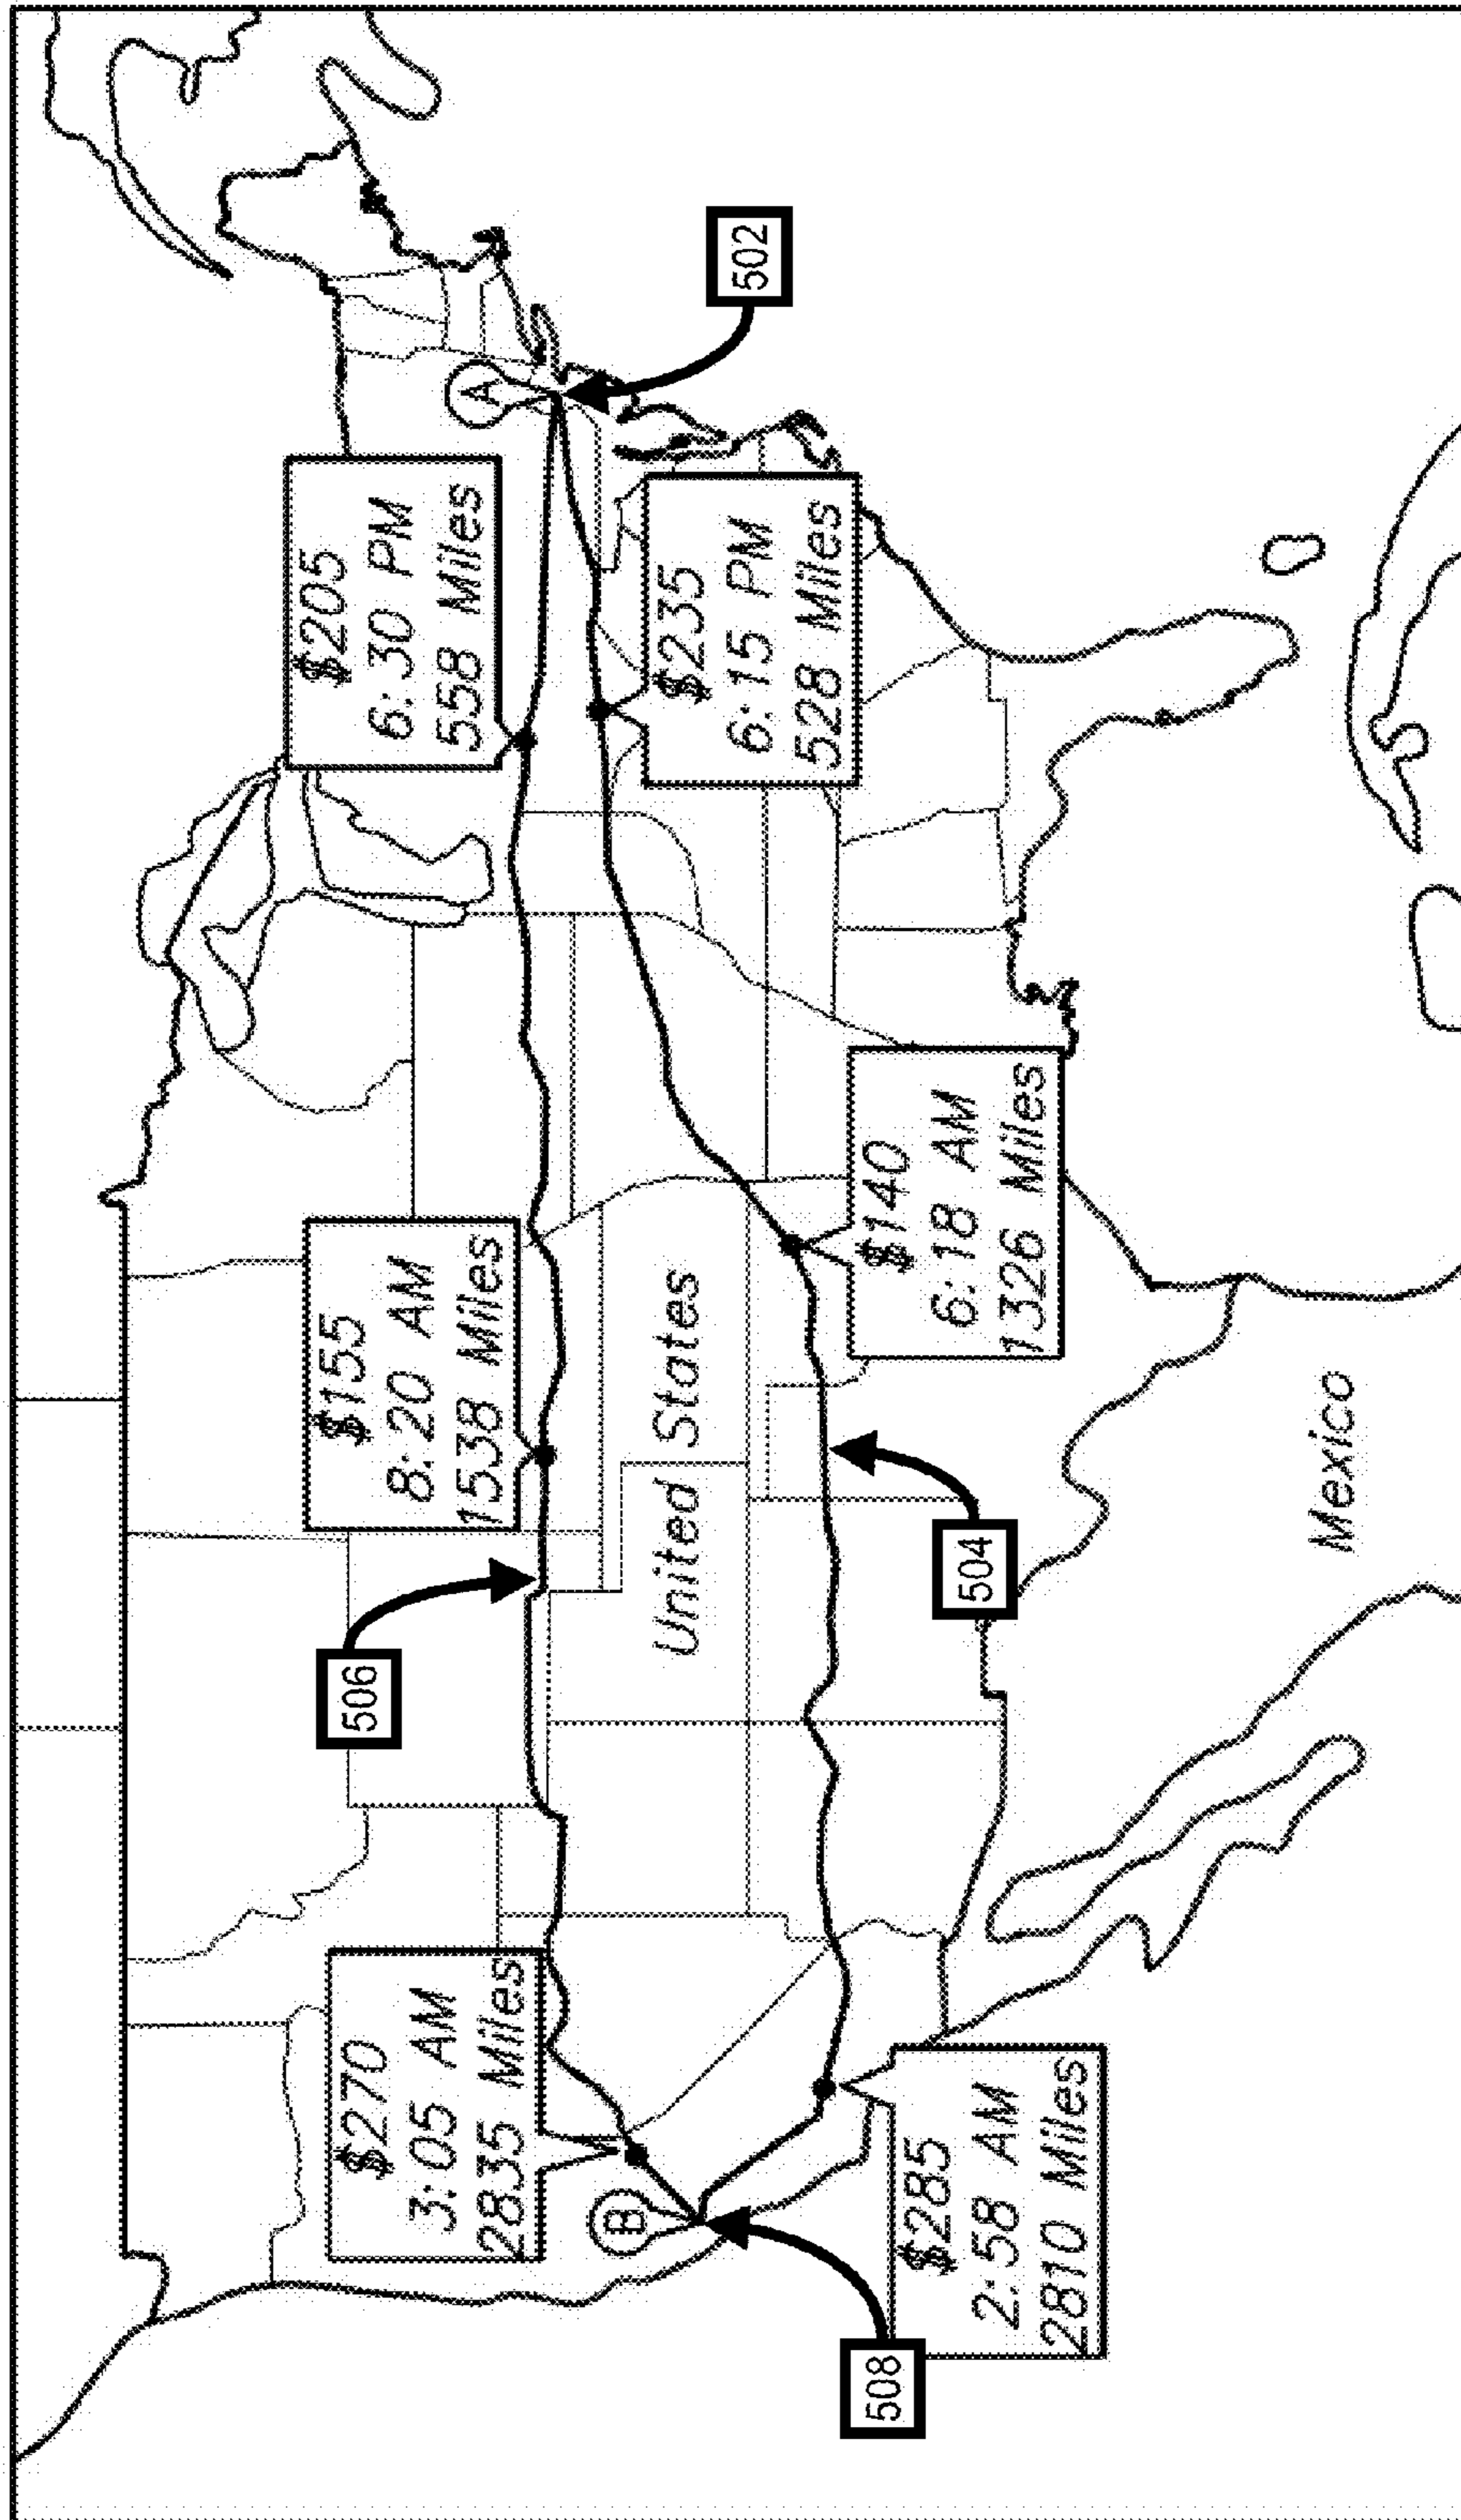 $205
6:30 PM
558 Miles
A
502
$155
8:20 AM
1538 Miles
506
$270
3:05 AM
2835 Miles
B
United States
$235
6:15 PM
528 Miles
$140
6:18 AM
1326 Miles
504
$285
2:58 AM
2810 Miles
508
Mexico